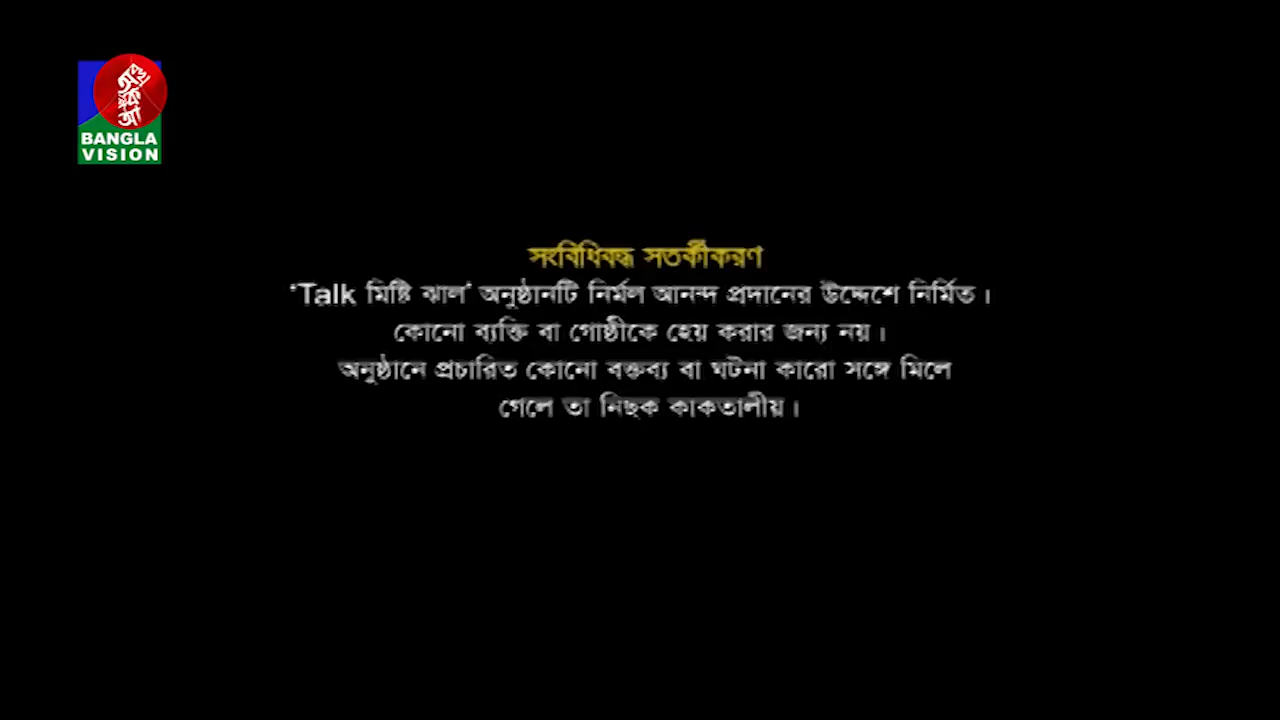 BANGLA
VISION
সংবিধিবদ্ধ সতর্কীকরণ
‘Talk মিষ্টি ঝাল’ অনুষ্ঠানটি নির্মল আনন্দ প্রদানের উদ্দেশে নির্মিত।
কোনো ব্যক্তি বা গোষ্ঠীকে হেয় করার জন্য নয়।
অনুষ্ঠানে প্রচারিত কোনো বক্তব্য বা ঘটনা কারো সঙ্গে মিলে
গেলে তা নিছক কাকতালীয়।